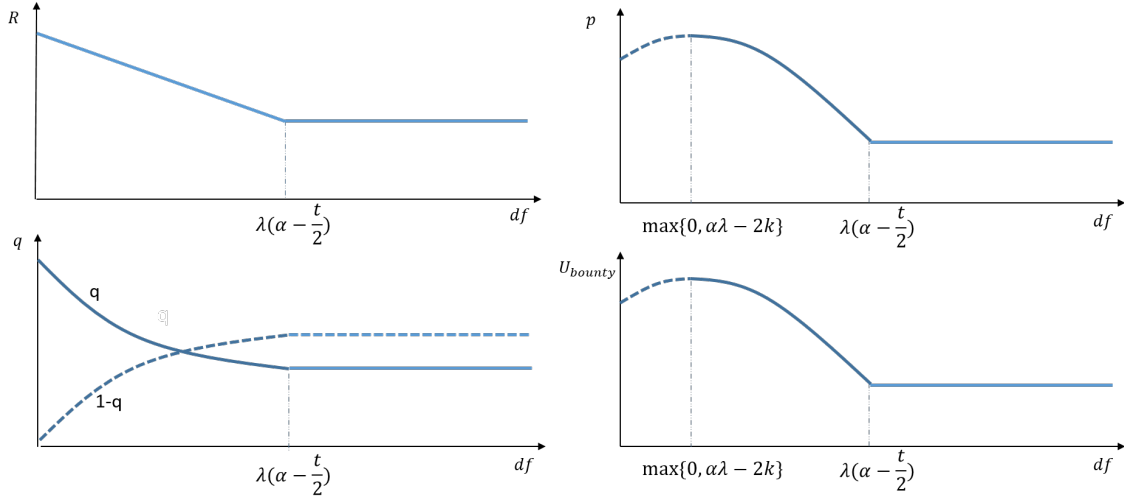 R
λ(α − t/2)
df
p
max{0, αλ − 2k}
λ(α − t/2)
df
q
q
q
1-q
λ(α − t/2)
df
U_bounty
max{0, αλ − 2k}
λ(α − t/2)
df